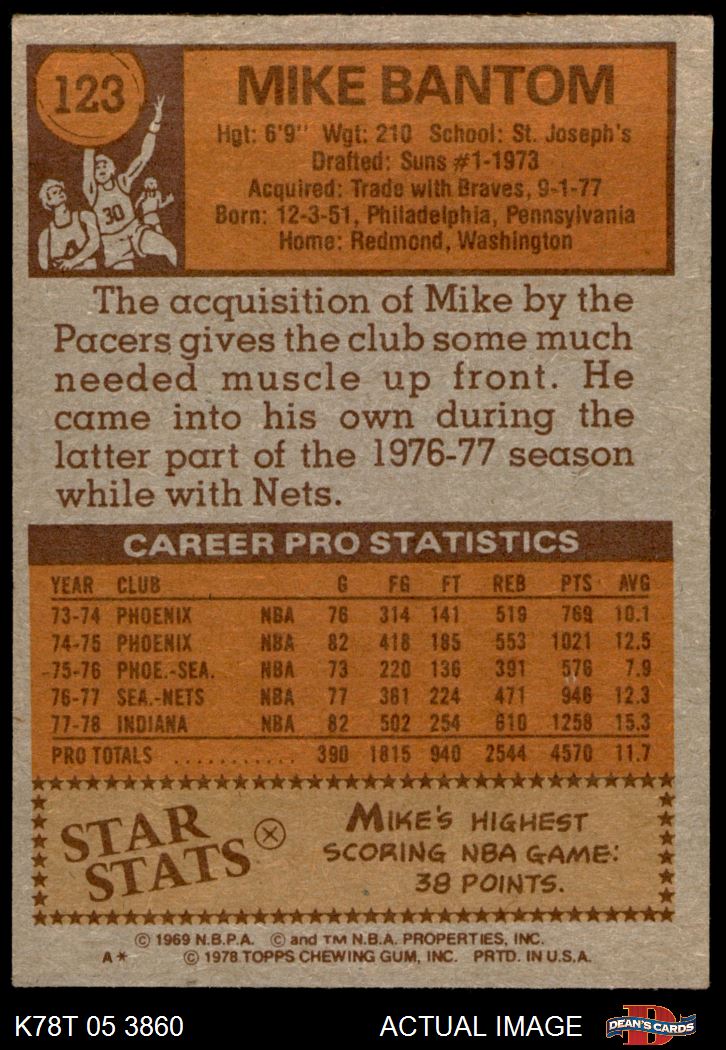 123
MIKE BANTOM
Hgt: 6'9" Wgt: 210 School: St. Joseph's
Drafted: Suns #1-1973
Acquired: Trade with Braves, 9-1-77
Born: 12-3-51, Philadelphia, Pennsylvania
Home: Redmond, Washington
30
The acquisition of Mike by the
Pacers gives the club some much
needed muscle up front. He
came into his own during the
latter part of the 1976-77 season
while with Nets.
CAREER PRO STATISTICS
YEAR CLUB G FG FT REB PTS AVG
73-74 PHOENIX NBA 76 314 141 519 769 10.1
74-75 PHOENIX NBA 82 418 185 553 1021 12.5
75-76 PHOE.-SEA. NBA 73 220 136 391 576 7.9
76-77 SEA.-NETS NBA 77 361 224 471 946 12.3
77-78 INDIANA NBA 82 502 254 610 1258 15.3
PRO TOTALS ........... 390 1815 940 2544 4570 11.7
STAR
STATS
MIKE'S HIGHEST
SCORING NBA GAME:
38 POINTS.
© 1969 N.B.P.A. © and TM N.B.A. PROPERTIES, INC.
A* © 1978 TOPPS CHEWING GUM, INC. PRTD. IN U.S.A.
K78T 05 3860 ACTUAL IMAGE D DEAN'S CARDS